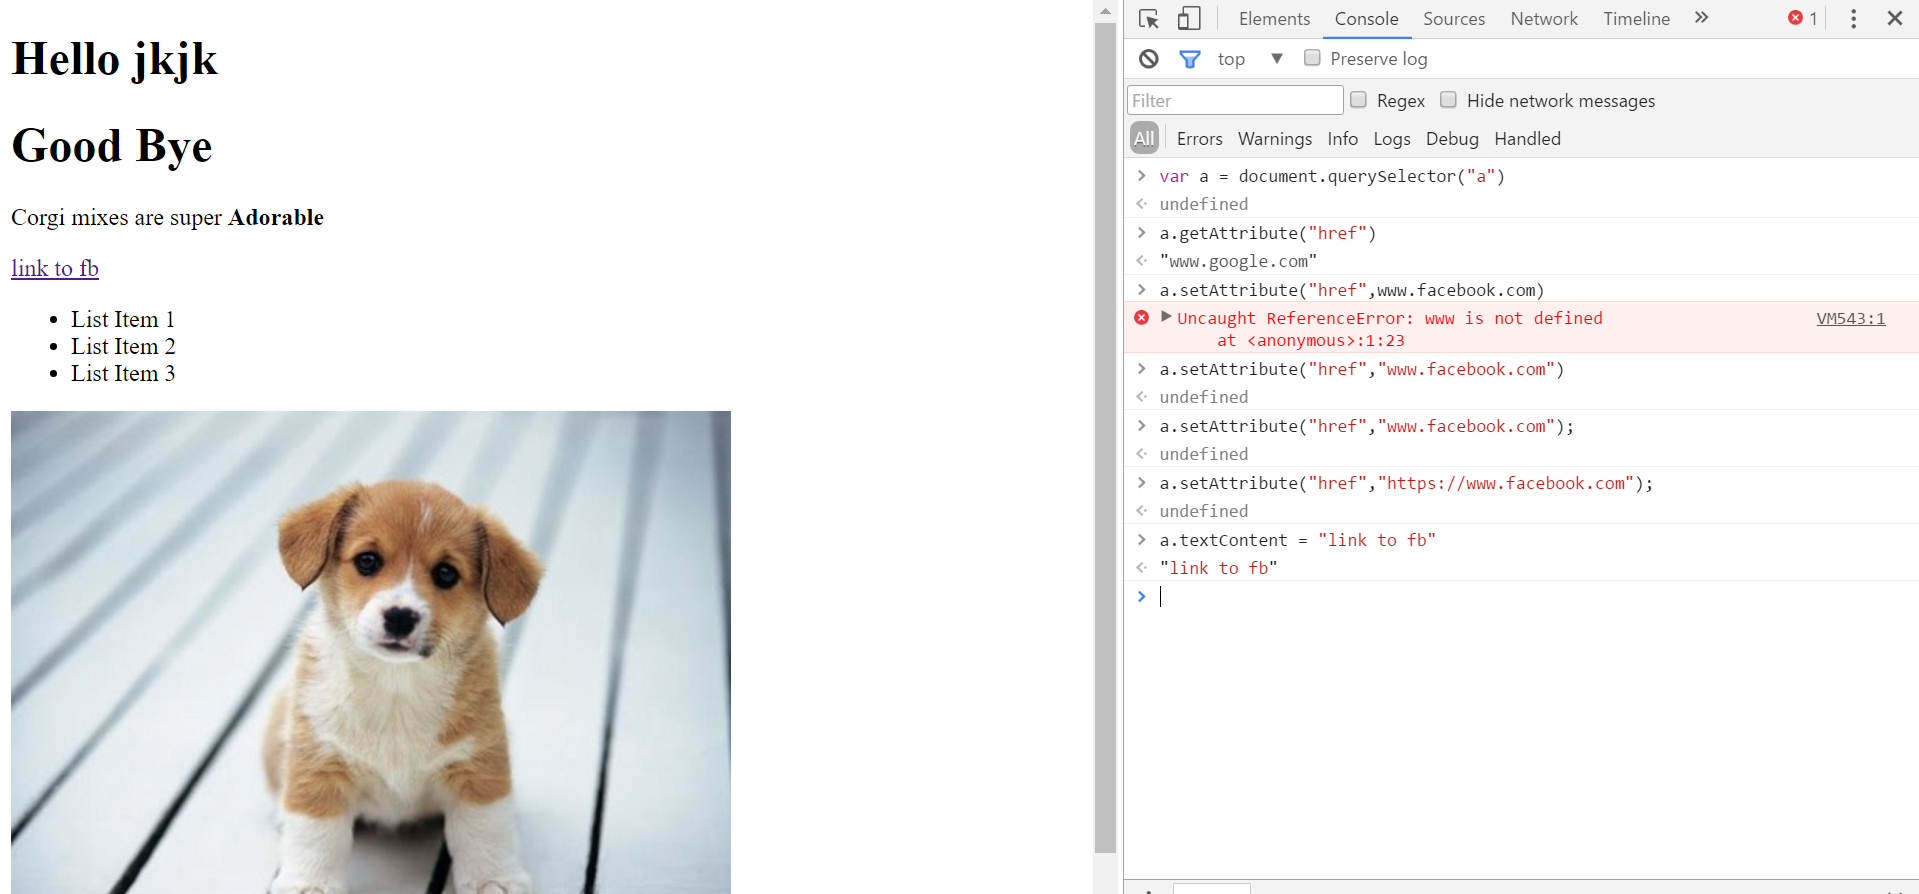 Hello jkjk
Good Bye
Corgi mixes are super Adorable
link to fb
List Item 1
List Item 2
List Item 3
Elements Console Sources Network Timeline » 1
top Preserve log
Filter Regex Hide network messages
All Errors Warnings Info Logs Debug Handled
var a = document.querySelector("a")
undefined
a.getAttribute("href")
"www.google.com"
a.setAttribute("href",www.facebook.com)
Uncaught ReferenceError: www is not defined VM543:1
at <anonymous>:1:23
a.setAttribute("href","www.facebook.com")
undefined
a.setAttribute("href","www.facebook.com");
undefined
a.setAttribute("href","https://www.facebook.com");
undefined
a.textContent = "link to fb"
"link to fb"